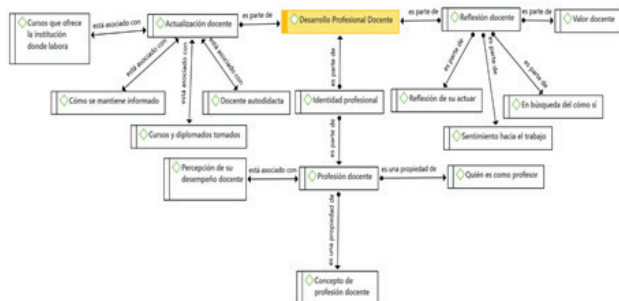 Cursos que ofrece
la institución
donde labora
está asociado con
Actualización docente
es parte de
Desarrollo Profesional Docente
es parte de
Reflexión docente
es parte de
Valor docente
está asociado con
está asociado con
está asociado con
es parte de
es parte de
es parte de
es parte de
Cómo se mantiene informado
Docente autodidacta
Identidad profesional
Reflexión de su actuar
En búsqueda del cómo sí
Cursos y diplomados tomados
Sentimiento hacia el trabajo
es parte de
Percepción de su
desempeño docente
está asociado con
Profesión docente
es una propiedad de
Quién es como profesor
es una propiedad de
Concepto de
profesión docente